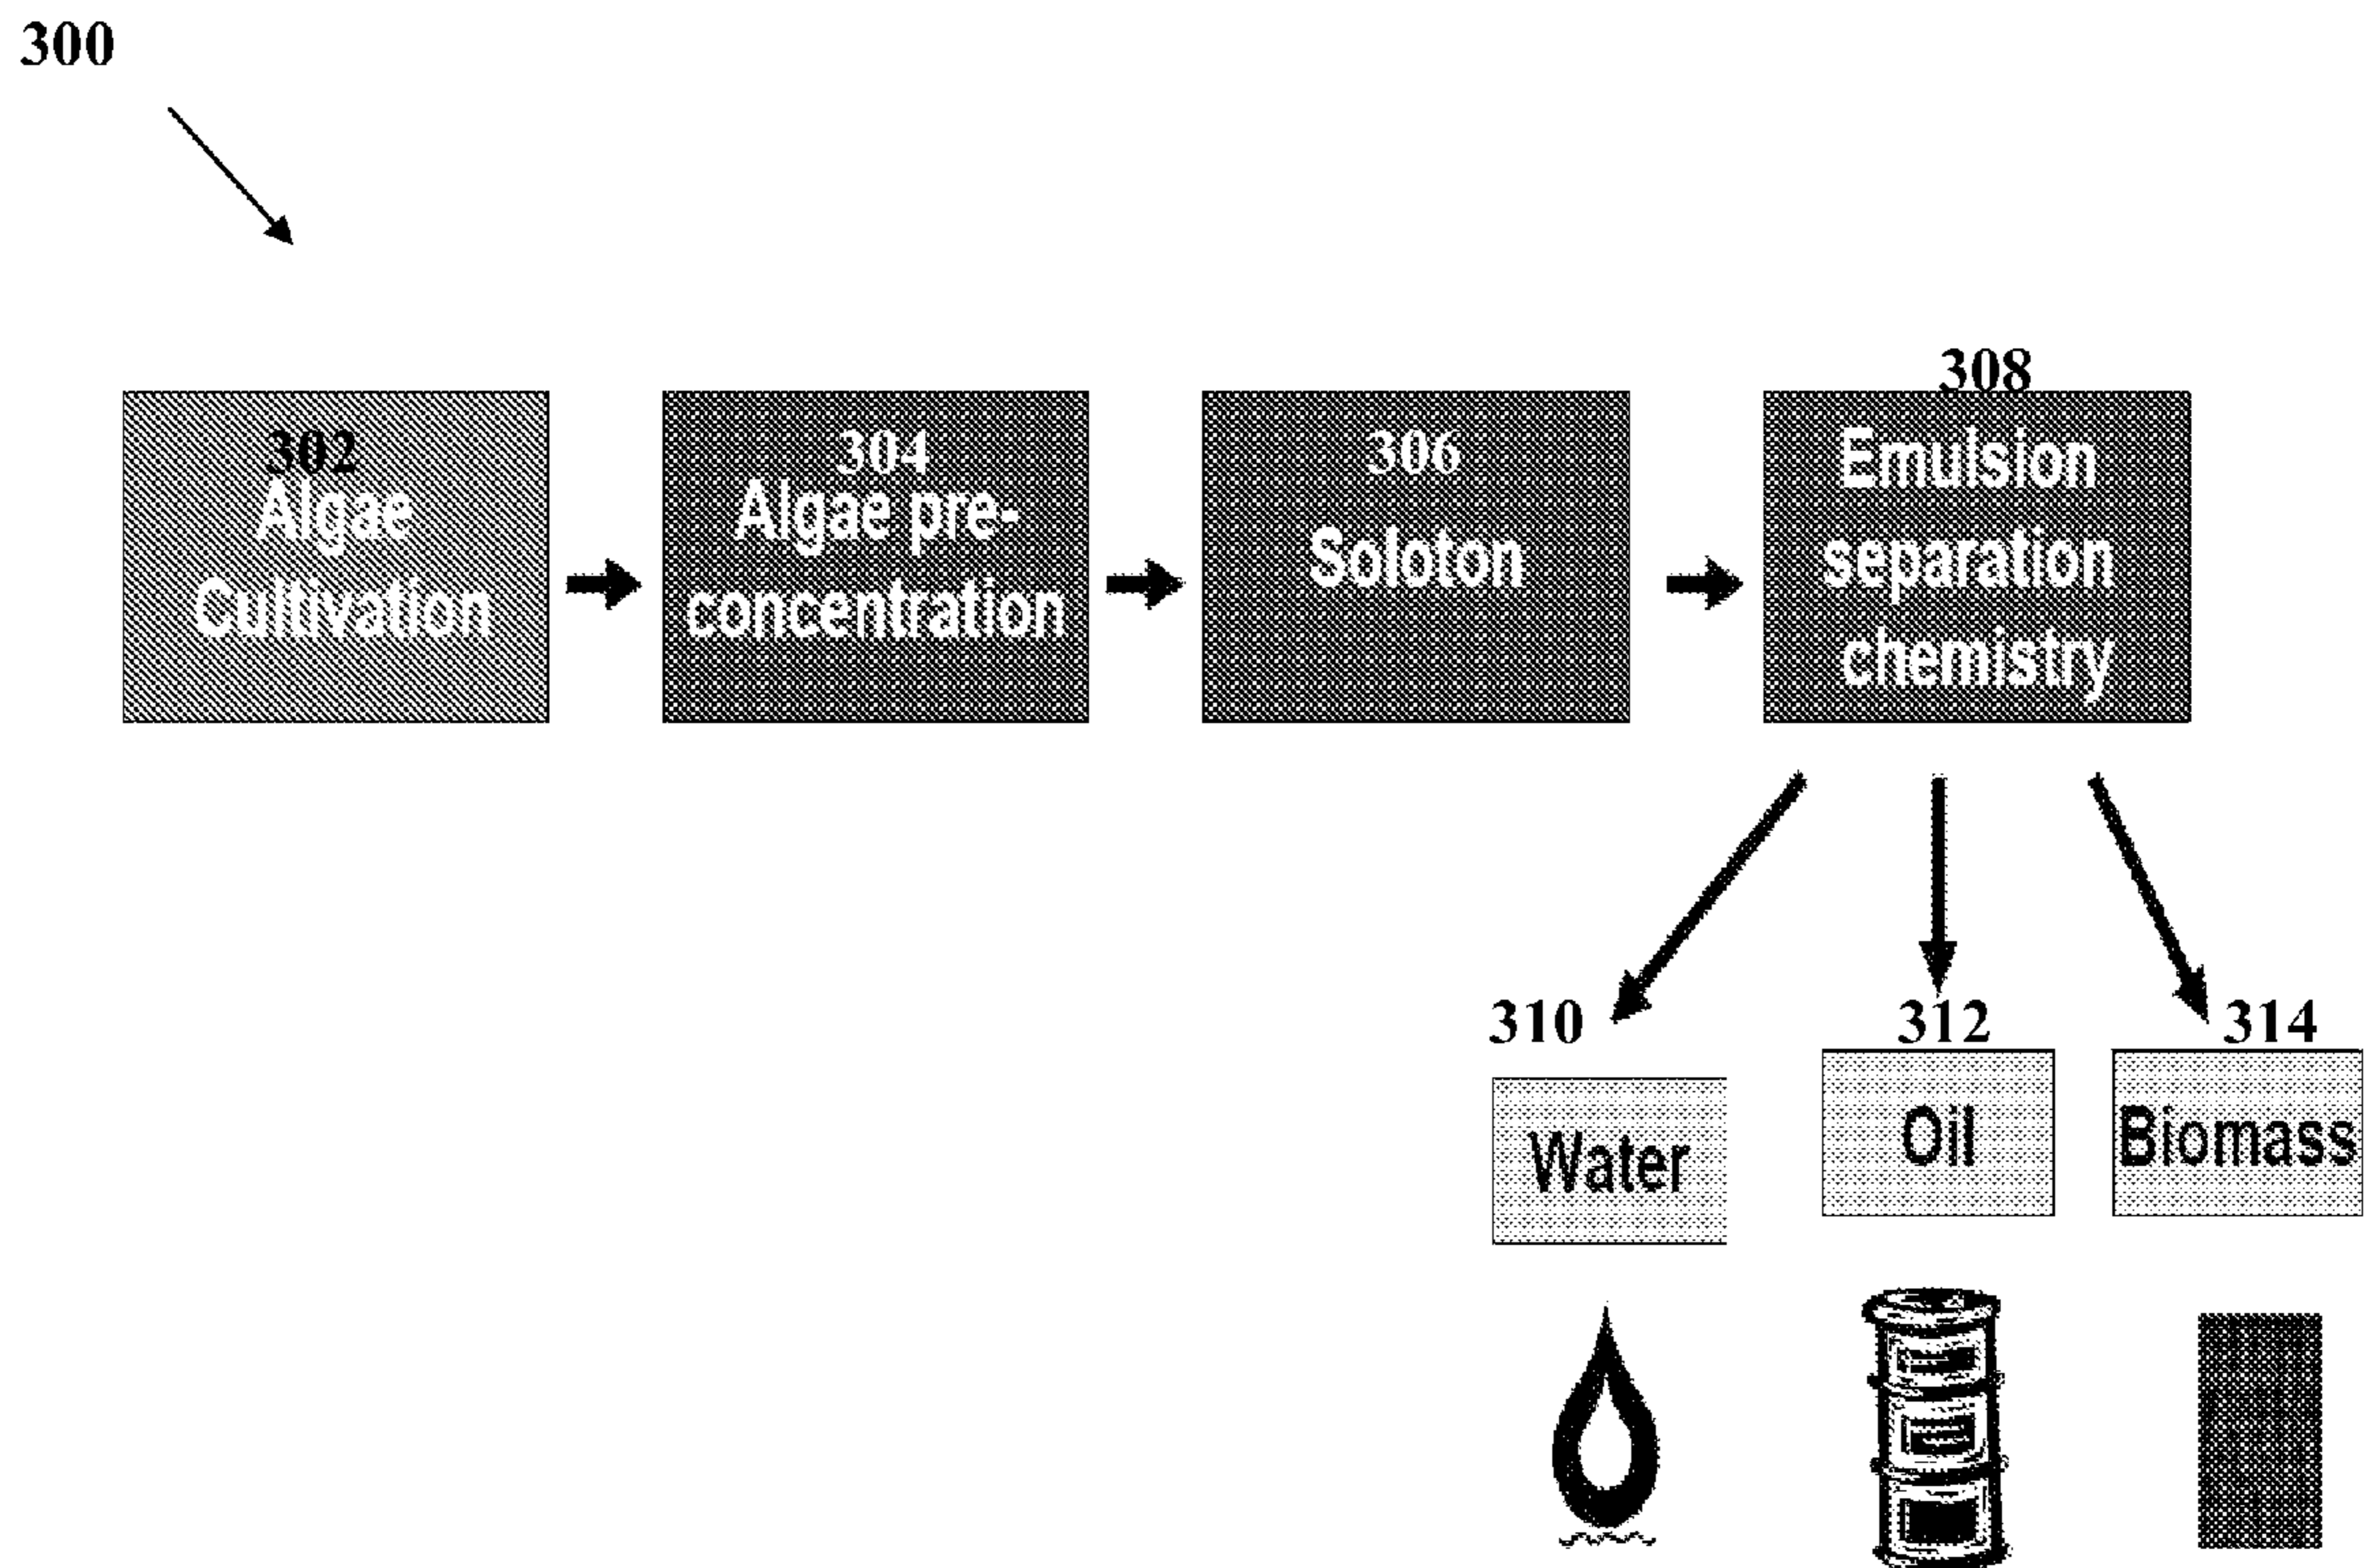 300
302
Algae
Cultivation
304
Algae pre-
concentration
306
Soloton
308
Emulsion
separation
chemistry
310
Water
312
Oil
314
Biomass